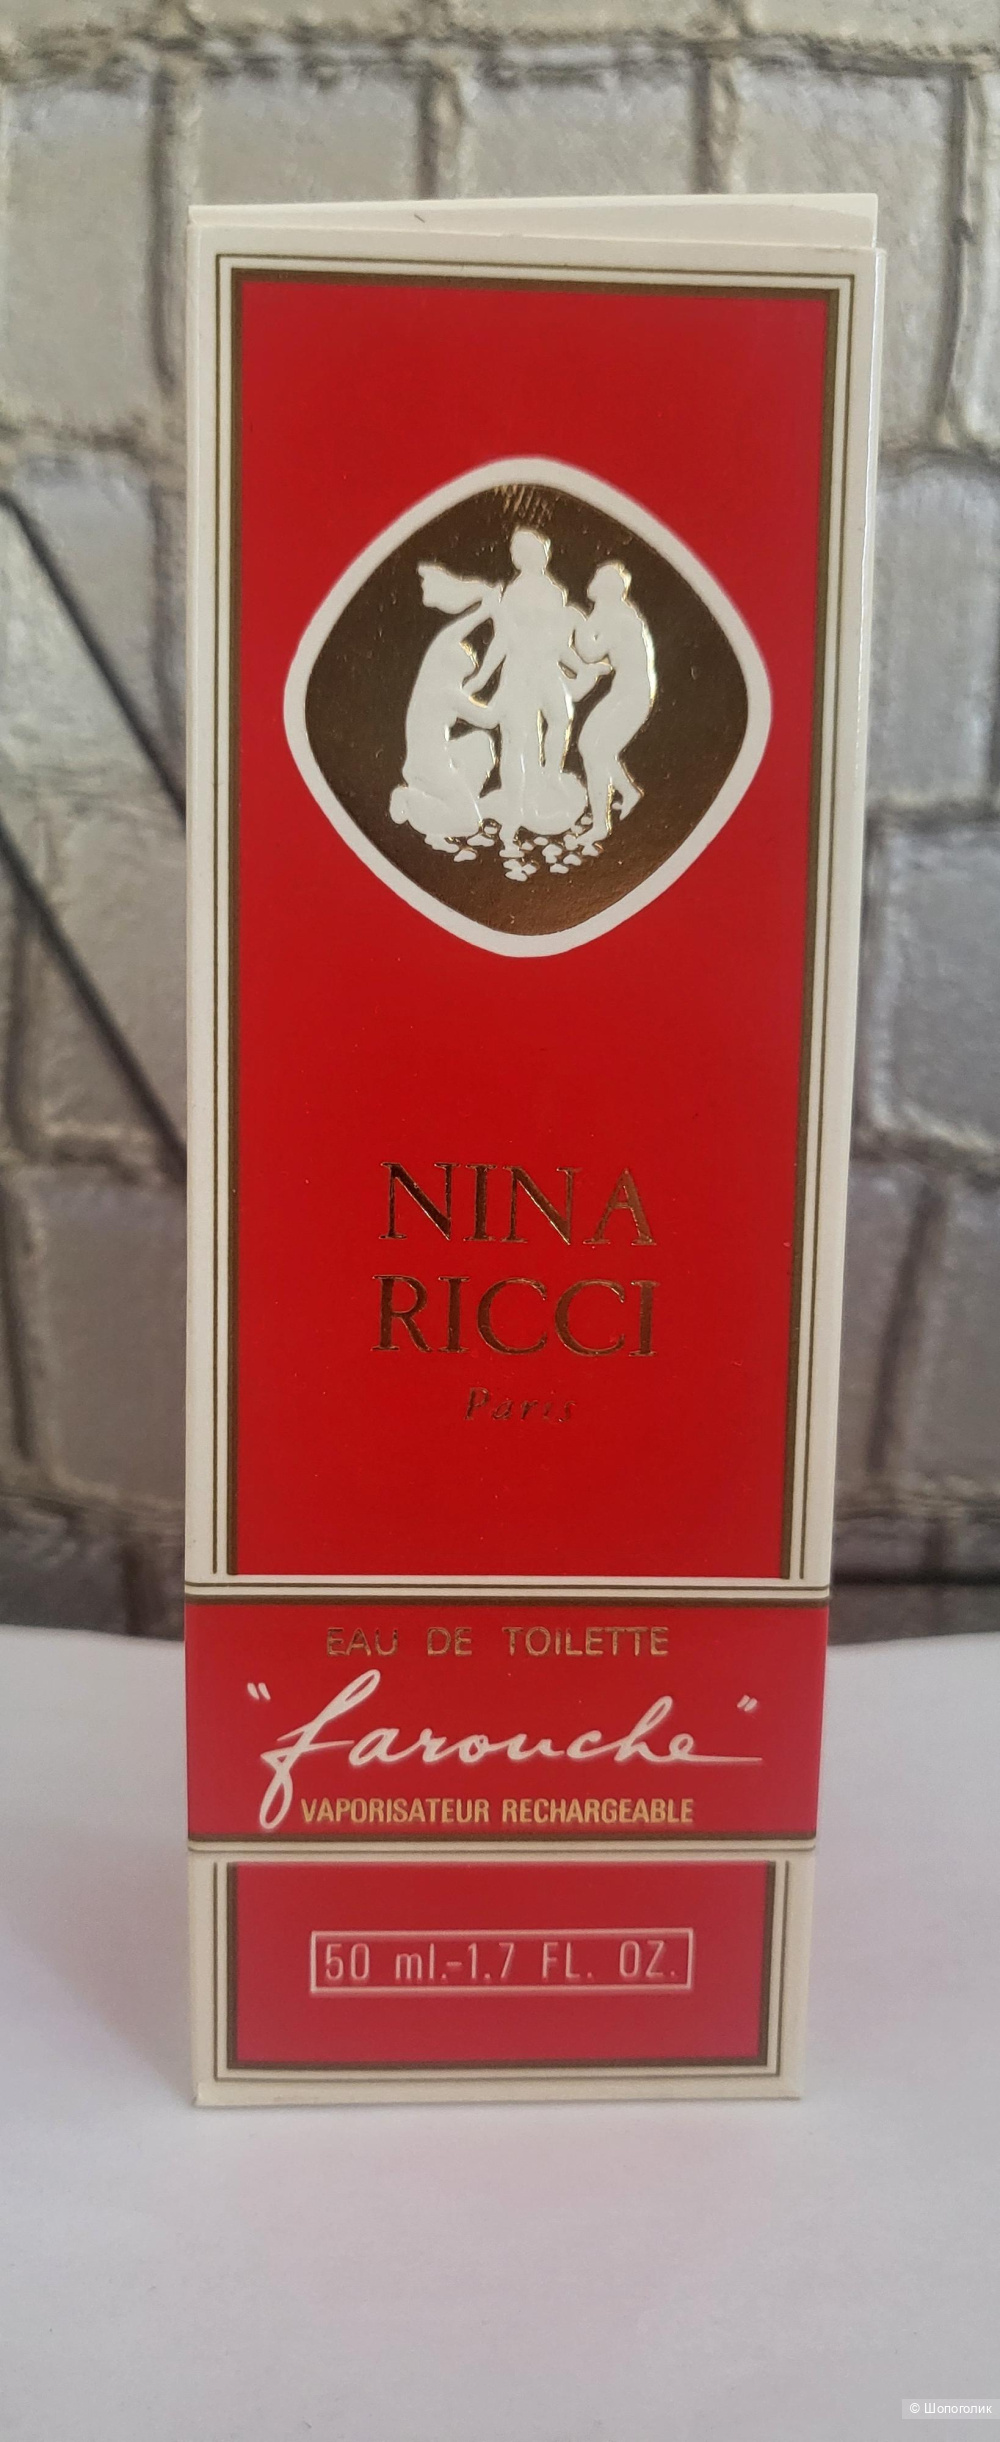 NINA
RICCI
Paris
EAU DE TOILETTE
"farouche"
VAPORISATEUR RECHARGEABLE
50 ml.-1.7 FL. OZ.
© Шопоголик